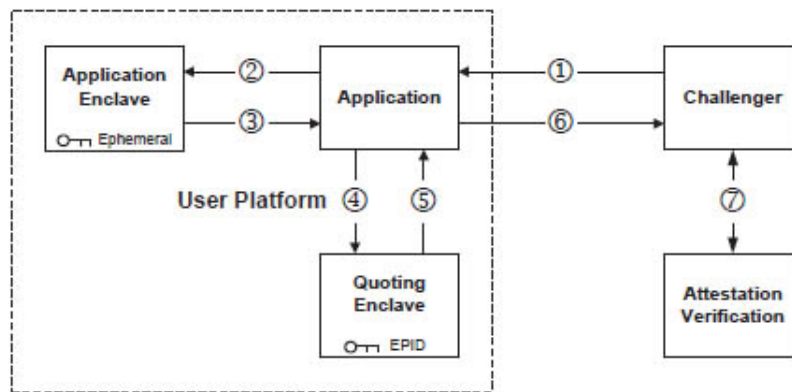 Application
Enclave
Ephemeral
②
③
Application
①
⑥
Challenger
User Platform
④
⑤
⑦
Quoting
Enclave
EPID
Attestation
Verification